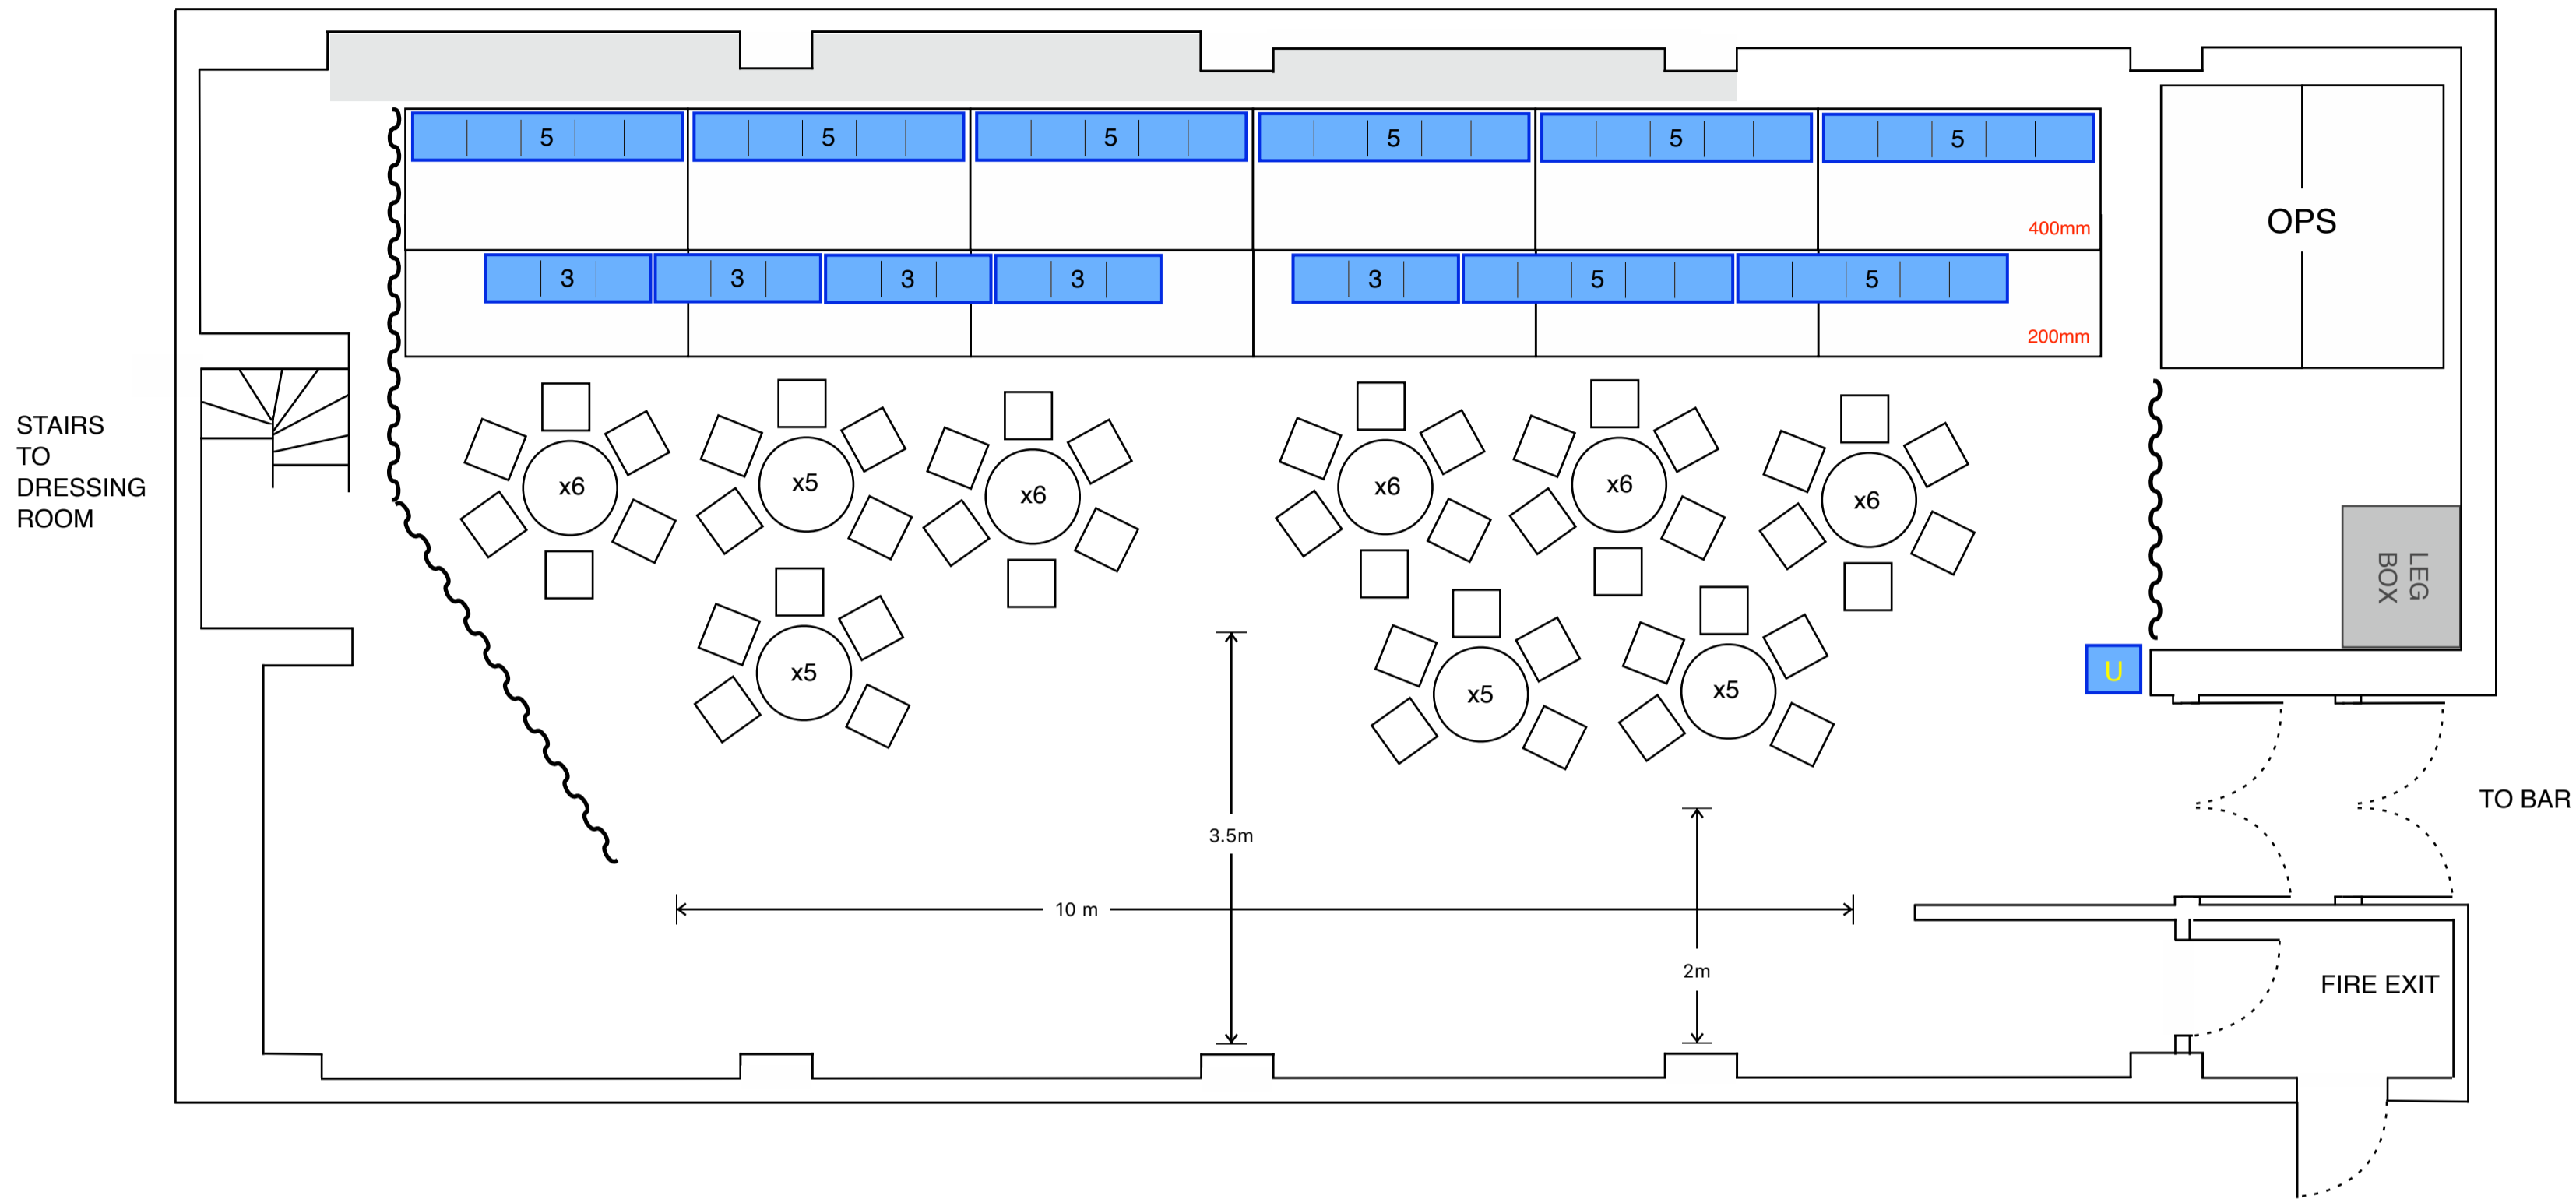 5 5 5 5 5 5
OPS
400mm
3 3 3 3 3 5 5
200mm
STAIRS
TO
DRESSING
ROOM
x6 x5 x6 x6 x6 x6
LEG
BOX
x5 x5 x5
U
3.5m
TO BAR
10 m
2m
FIRE EXIT